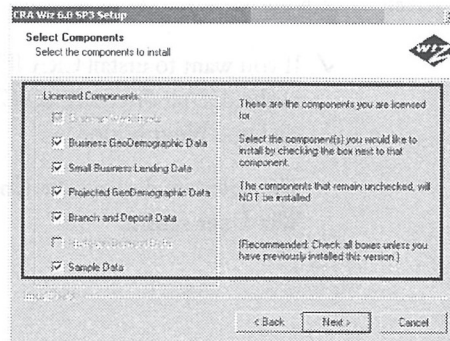 CRA Wiz 6.0 SP3 Setup
Select Components
Select the components to install
WIZ
Licensed Components:
Business GeoDemographic Data
Small Business Lending Data
Projected GeoDemographic Data
Branch and Deposit Data
Sample Data
These are the components you are licensed
for.
Select the component(s) you would like to
install by checking the box next to that
component.
The components that remain unchecked, will
NOT be installed
(Recommended: Check all boxes unless you
have previously installed this version.)
< Back
Next >
Cancel